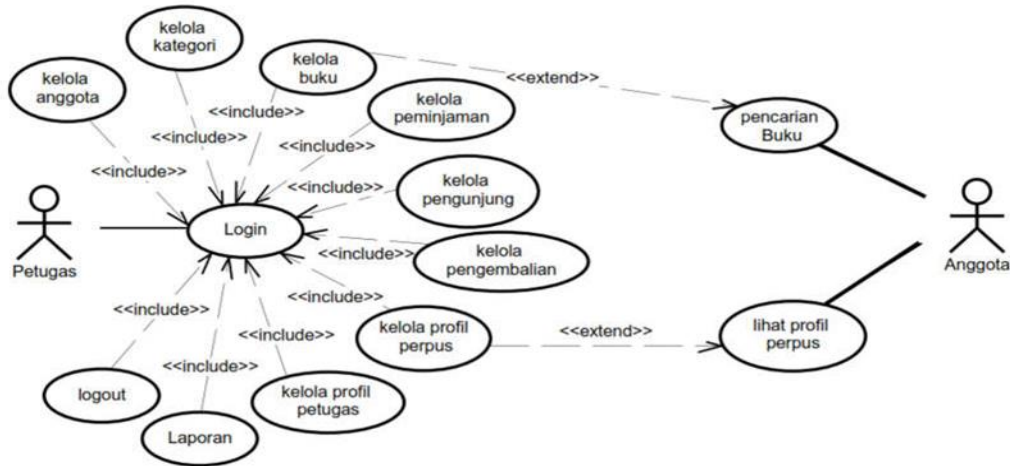 kelola
kategori
kelola
buku
<<extend>>
kelola
anggota
kelola
peminjaman
pencarian
Buku
<<include>>
<<include>>
<<include>>
<<include>>
<<include>>
kelola
pengunjung
Login
Petugas
Anggota
<<include>>
kelola
pengembalian
<<include>>
<<include>>
<<include>>
kelola profil
perpus
<<extend>>
lihat profil
perpus
<<include>>
logout
kelola profil
petugas
Laporan